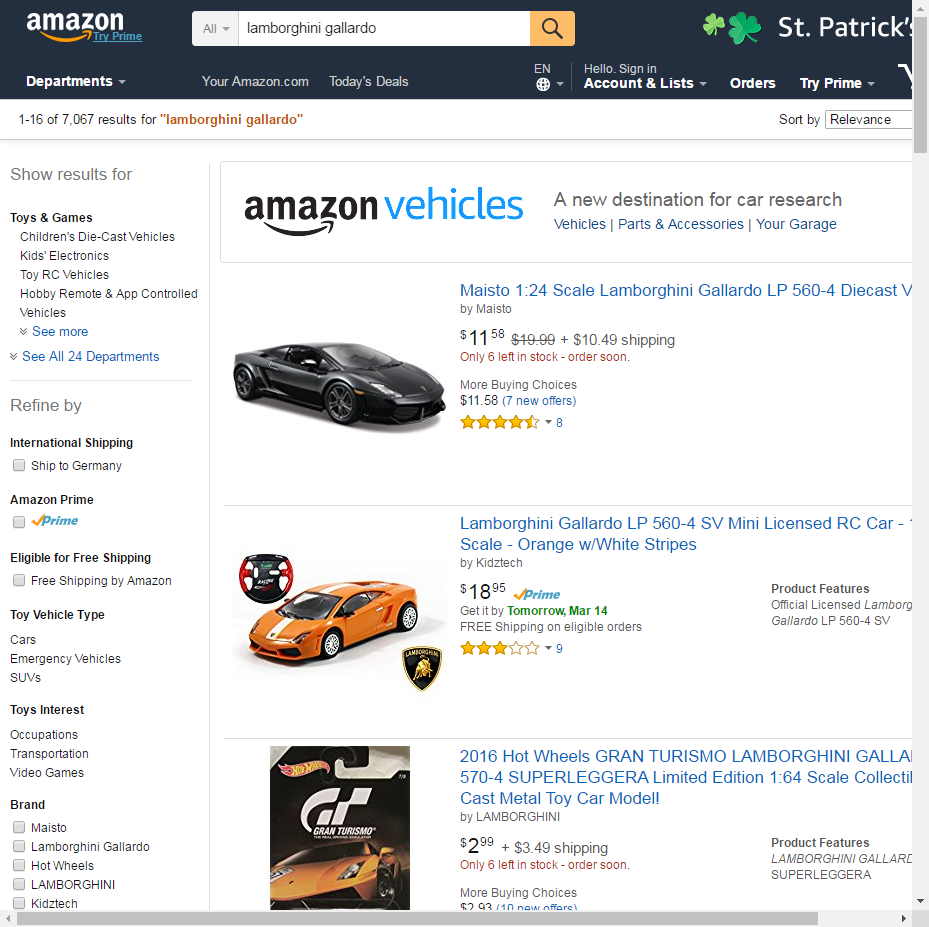 amazon
Try Prime
All
lamborghini gallardo
St. Patrick's
Departments
Your Amazon.com
Today's Deals
EN
Hello. Sign in
Account & Lists
Orders
Try Prime
1-16 of 7,067 results for "lamborghini gallardo"
Sort by
Relevance
Show results for
Toys & Games
Children's Die-Cast Vehicles
Kids' Electronics
Toy RC Vehicles
Hobby Remote & App Controlled
Vehicles
See more
See All 24 Departments
Refine by
International Shipping
Ship to Germany
Amazon Prime
Prime
Eligible for Free Shipping
Free Shipping by Amazon
Toy Vehicle Type
Cars
Emergency Vehicles
SUVs
Toys Interest
Occupations
Transportation
Video Games
Brand
Maisto
Lamborghini Gallardo
Hot Wheels
LAMBORGHINI
Kidztech
amazon vehicles
A new destination for car research
Vehicles | Parts & Accessories | Your Garage
Maisto 1:24 Scale Lamborghini Gallardo LP 560-4 Diecast V
by Maisto
$11 58 $19.99 + $10.49 shipping
Only 6 left in stock - order soon.
More Buying Choices
$11.58 (7 new offers)
8
RACING
LAMBORGHINI
Lamborghini Gallardo LP 560-4 SV Mini Licensed RC Car - 1
Scale - Orange w/White Stripes
by Kidztech
$18 95 Prime
Get it by Tomorrow, Mar 14
FREE Shipping on eligible orders
9
Product Features
Official Licensed Lamborg
Gallardo LP 560-4 SV
Hot Wheels
GT
GRAN TURISMO
THE REAL DRIVING SIMULATOR
2016 Hot Wheels GRAN TURISMO LAMBORGHINI GALLA
570-4 SUPERLEGGERA Limited Edition 1:64 Scale Collecti
Cast Metal Toy Car Model!
by LAMBORGHINI
$2 99 + $3.49 shipping
Only 6 left in stock - order soon.
More Buying Choices
$2.93 (10 new offers)
Product Features
LAMBORGHINI GALLARD
SUPERLEGGERA